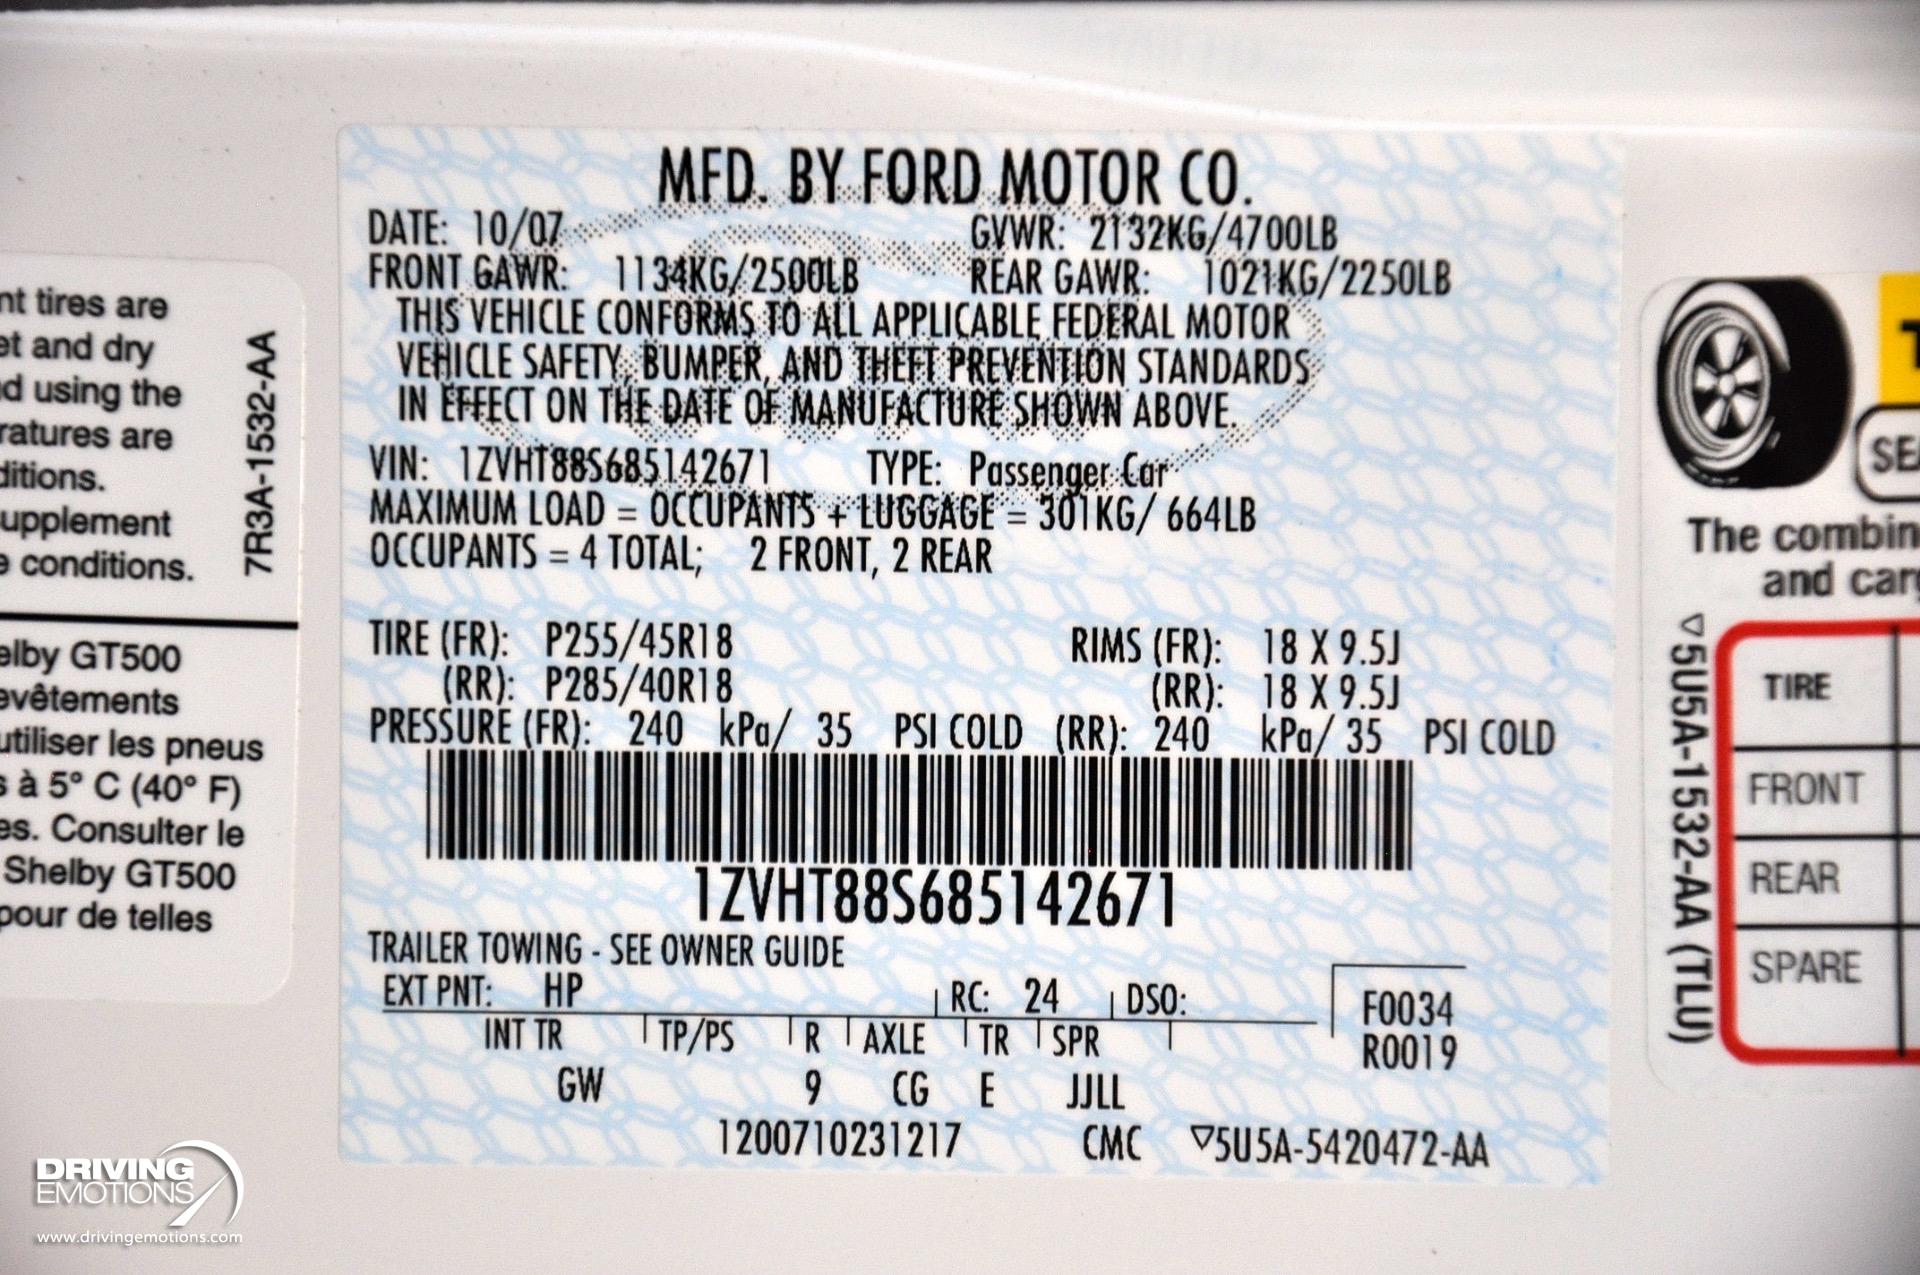 nt tires are
et and dry
nd using the
ratures are
ditions.
supplement
e conditions.
7R3A-1532-AA
elby GT500
evêtements
utiliser les pneus
s à 5° C (40° F)
es. Consulter le
Shelby GT500
pour de telles
MFD. BY FORD MOTOR CO.
DATE: 10/07 GVWR: 2132KG/4700LB
FRONT GAWR: 1134KG/2500LB REAR GAWR: 1021KG/2250LB
THIS VEHICLE CONFORMS TO ALL APPLICABLE FEDERAL MOTOR
VEHICLE SAFETY, BUMPER, AND THEFT PREVENTION STANDARDS
IN EFFECT ON THE DATE OF MANUFACTURE SHOWN ABOVE.
VIN: 1ZVHT88S685142671 TYPE: Passenger Car
MAXIMUM LOAD = OCCUPANTS + LUGGAGE = 301KG/ 664LB
OCCUPANTS = 4 TOTAL; 2 FRONT, 2 REAR
TIRE (FR): P255/45R18 RIMS (FR): 18 X 9.5J
(RR): P285/40R18 (RR): 18 X 9.5J
PRESSURE (FR): 240 kPa/ 35 PSI COLD (RR): 240 kPa/ 35 PSI COLD
1ZVHT88S685142671
TRAILER TOWING - SEE OWNER GUIDE
EXT PNT: HP RC: 24 DSO:
INT TR TP/PS R AXLE TR SPR
F0034
R0019
GW 9 CG E JJLL
1200710231217 CMC ▽5U5A-5420472-AA
T
SEA
The combin
and carg
▽5U5A-1532-AA (TLU)
TIRE
FRONT
REAR
SPARE
DRIVING
EMOTIONS
www.drivingemotions.com